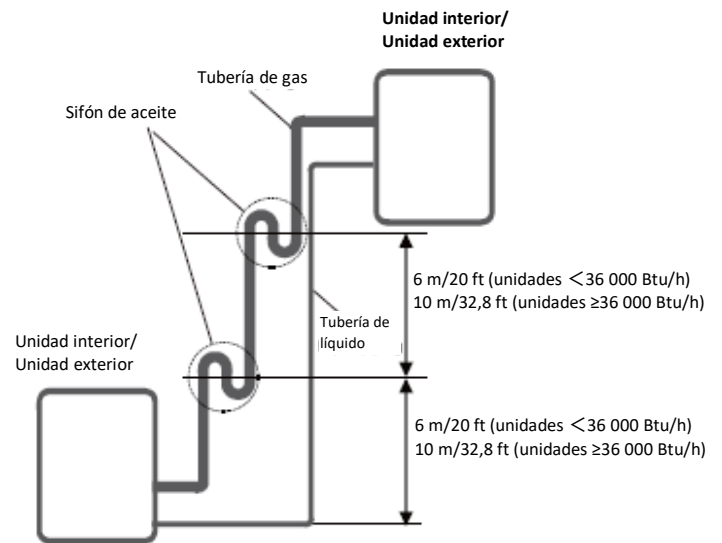 Unidad interior/
Unidad exterior
Tubería de gas
Sifón de aceite
6 m/20 ft (unidades <36 000 Btu/h)
10 m/32,8 ft (unidades ≥36 000 Btu/h)
Tubería de
líquido
Unidad interior/
Unidad exterior
6 m/20 ft (unidades <36 000 Btu/h)
10 m/32,8 ft (unidades ≥36 000 Btu/h)